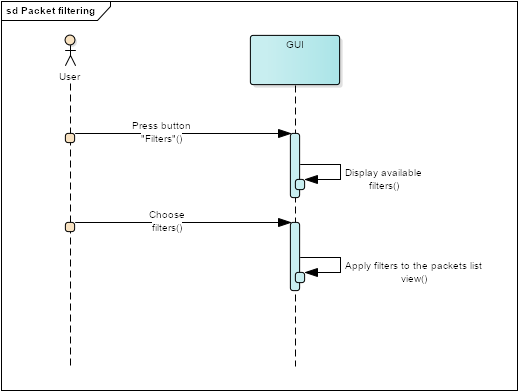 sd Packet filtering
User
GUI
Press button
"Filters"()
Display available
filters()
Choose
filters()
Apply filters to the packets list
view()